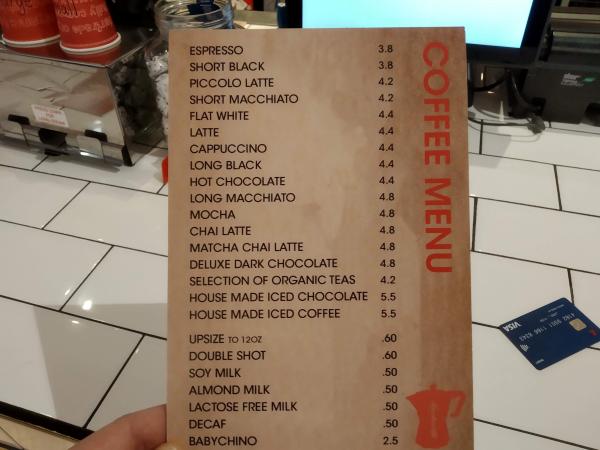 ESPRESSO 3.8
SHORT BLACK 3.8
PICCOLO LATTE 4.2
SHORT MACCHIATO 4.2
FLAT WHITE 4.4
LATTE 4.4
CAPPUCCINO 4.4
LONG BLACK 4.4
HOT CHOCOLATE 4.4
LONG MACCHIATO 4.8
MOCHA 4.8
CHAI LATTE 4.8
MATCHA CHAI LATTE 4.8
DELUXE DARK CHOCOLATE 4.8
SELECTION OF ORGANIC TEAS 4.2
HOUSE MADE ICED CHOCOLATE 5.5
HOUSE MADE ICED COFFEE 5.5
UPSIZE TO 12OZ .60
DOUBLE SHOT .60
SOY MILK .50
ALMOND MILK .50
LACTOSE FREE MILK .50
DECAF .50
BABYCHINO 2.5
COFFEE MENU
VISA